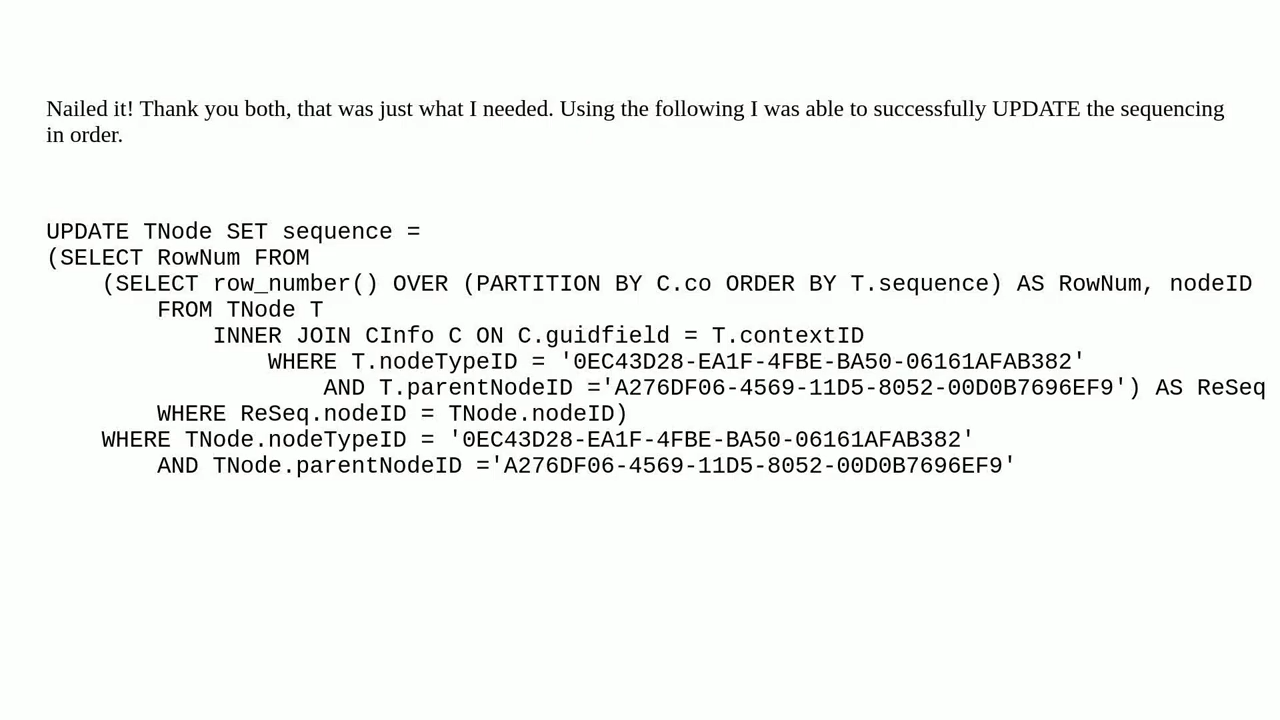 Nailed it! Thank you both, that was just what I needed. Using the following I was able to successfully UPDATE the sequencing
in order.
UPDATE TNode SET sequence =
(SELECT RowNum FROM
    (SELECT row_number() OVER (PARTITION BY C.co ORDER BY T.sequence) AS RowNum, nodeID
        FROM TNode T
            INNER JOIN CInfo C ON C.guidfield = T.contextID
                WHERE T.nodeTypeID = '0EC43D28-EA1F-4FBE-BA50-06161AFAB382'
                    AND T.parentNodeID ='A276DF06-4569-11D5-8052-00D0B7696EF9') AS ReSeq
        WHERE ReSeq.nodeID = TNode.nodeID)
    WHERE TNode.nodeTypeID = '0EC43D28-EA1F-4FBE-BA50-06161AFAB382'
        AND TNode.parentNodeID ='A276DF06-4569-11D5-8052-00D0B7696EF9'